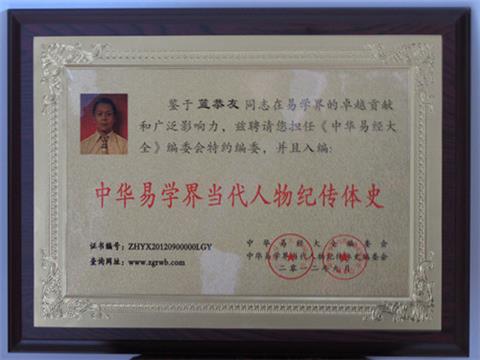 鉴于蓝恭友同志在易学界的卓越贡献
和广泛影响力，兹聘请您担任《中华易经大
全》编委会特约编委，并且入编：
中华易学界当代人物纪传体史
证书编号：ZHYX20120900000LGY
查询网址：www.zgrwb.com
中华易经大全编委会
中华易学界当代人物纪传体史编委会
二零一二年九月